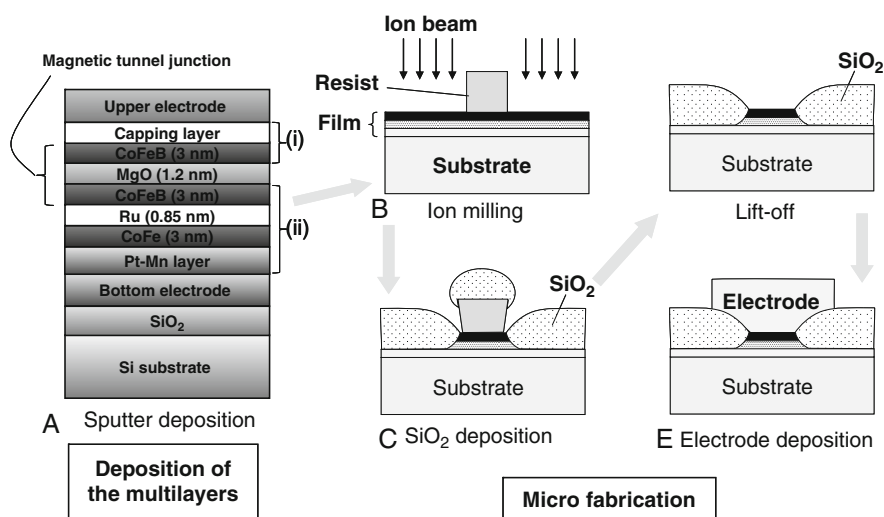 Magnetic tunnel junction
Upper electrode
Capping layer
(i)
CoFeB (3 nm)
MgO (1.2 nm)
CoFeB (3 nm)
Ru (0.85 nm)
(ii)
CoFe (3 nm)
Pt-Mn layer
Bottom electrode
SiO₂
Si substrate
A Sputter deposition
Deposition of
the multilayers
Ion beam
Resist
Film
Substrate
B Ion milling
SiO₂
Substrate
C SiO₂ deposition
SiO₂
Substrate
Lift-off
Electrode
Substrate
E Electrode deposition
Micro fabrication